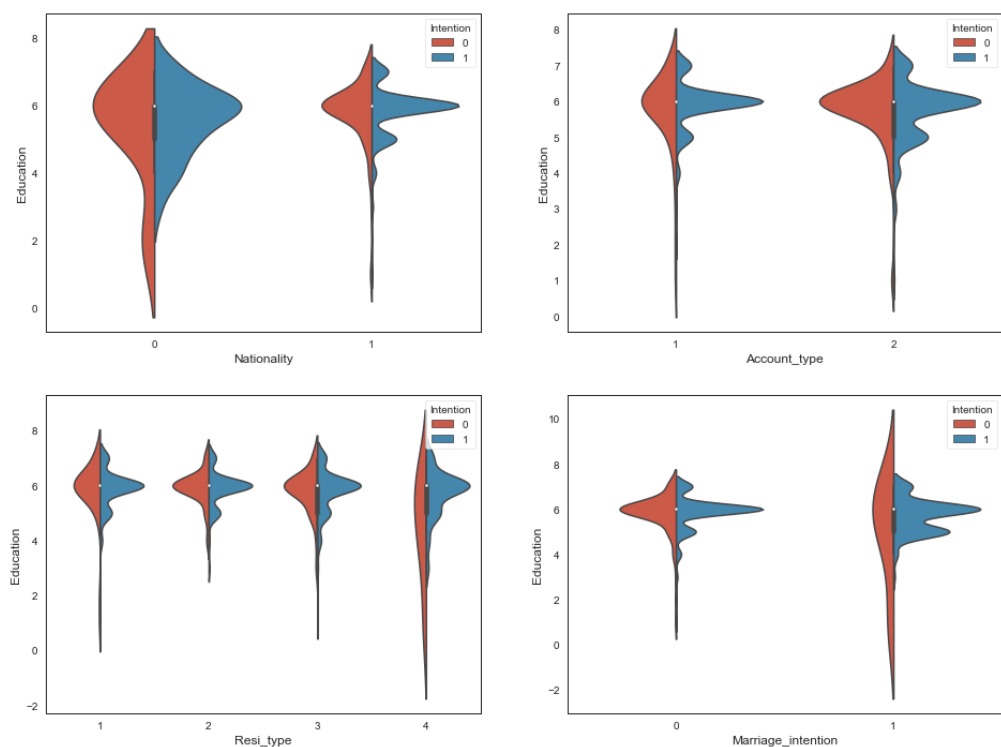 Intention
0
1
8
6
4
2
0
Education
0 1
Nationality
Intention
0
1
8
7
6
5
4
3
2
1
0
Education
1 2
Account_type
Intention
0
1
8
6
4
2
0
−2
Education
1 2 3 4
Resi_type
Intention
0
1
10
8
6
4
2
0
−2
Education
0 1
Marriage_intention